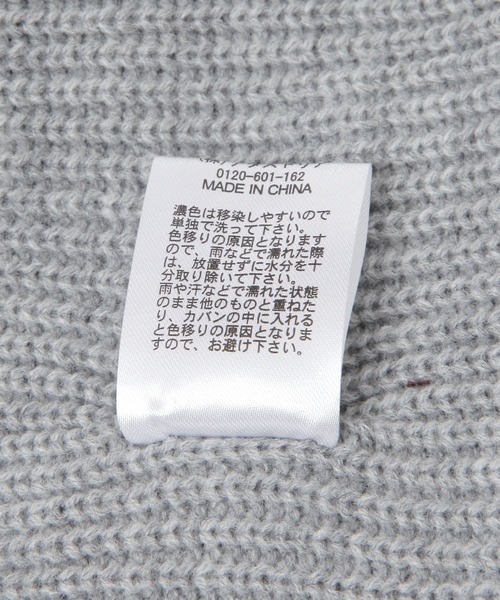 0120-601-162
MADE IN CHINA
濃色は移染しやすいので
単独で洗って下さい。
色移りの原因となります
ので、雨などで濡れた際
は、放置せずに水分を十
分取り除いて下さい。
雨や汗などで濡れた状態
のまま他のものと重ねた
り、カバンの中に入れる
と色移りの原因となりま
すので、お避け下さい。